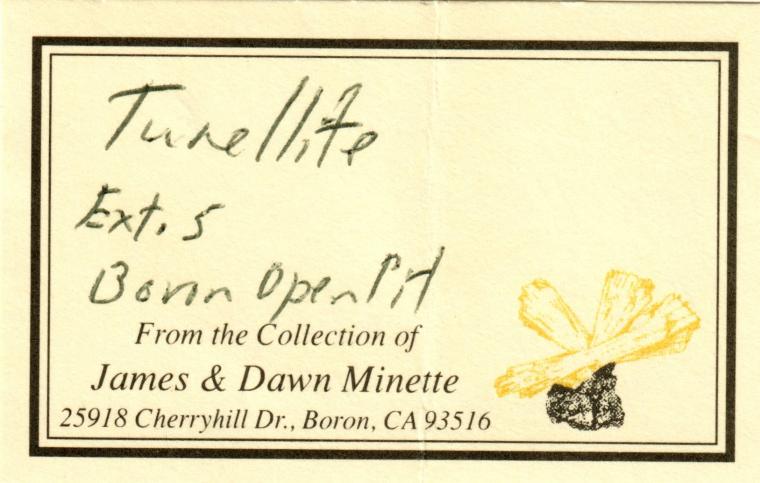 Tunellite
Ext. 5
Boron Open Pit
From the Collection of
James & Dawn Minette
25918 Cherryhill Dr., Boron, CA 93516